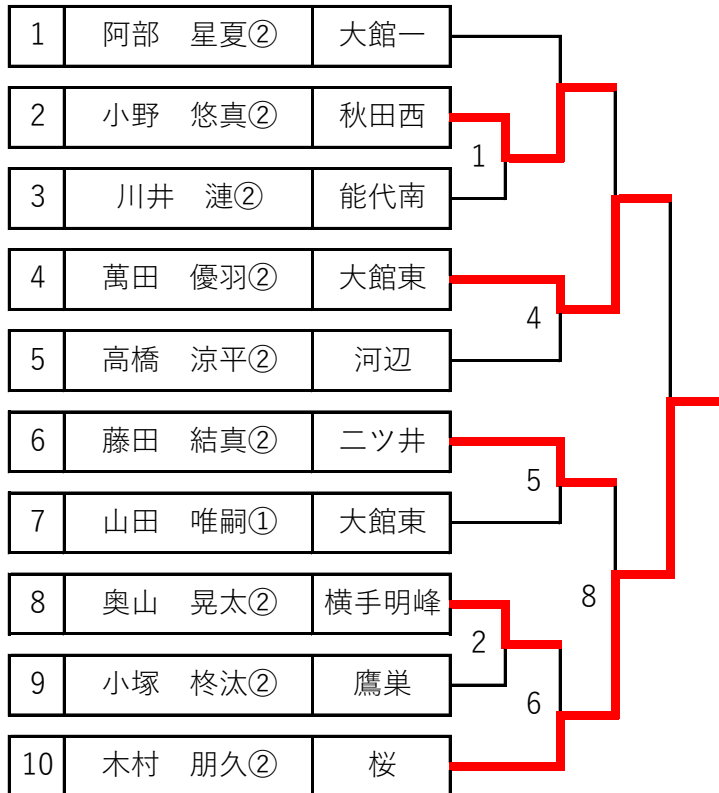 1 阿部 星夏② 大館一
2 小野 悠真② 秋田西
1
3 川井 漣② 能代南
4 萬田 優羽② 大館東
4
5 高橋 涼平② 河辺
6 藤田 結真② 二ツ井
5
7 山田 唯嗣① 大館東
8 奥山 晃太② 横手明峰
8
2
9 小塚 柊汰② 鷹巣
6
10 木村 朋久② 桜